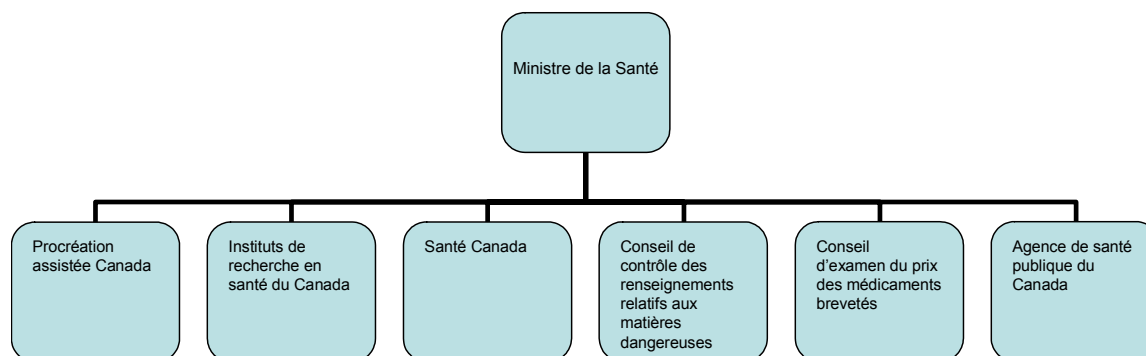 Ministre de la Santé
Procréation
assistée Canada
Instituts de
recherche en
santé du Canada
Santé Canada
Conseil de
contrôle des
renseignements
relatifs aux
matières
dangereuses
Conseil
d’examen du prix
des médicaments
brevetés
Agence de santé
publique du
Canada